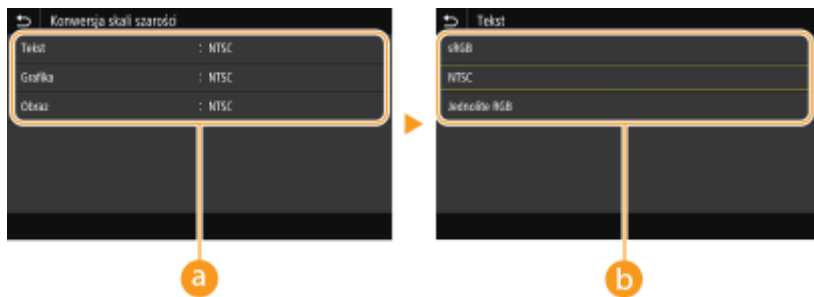 Konwersja skali szarości
Tekst : NTSC
Grafika : NTSC
Obraz : NTSC
a
Tekst
sRGB
NTSC
Jednolite RGB
b